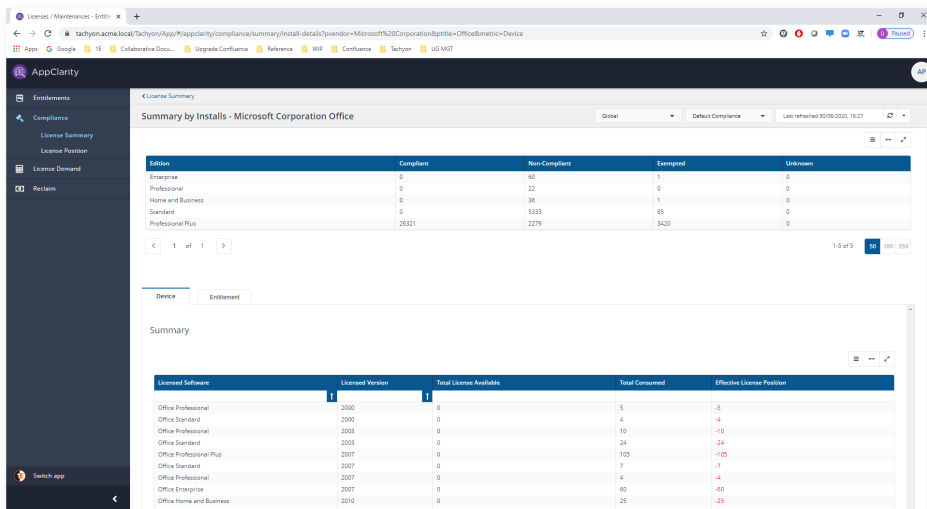 Licenses / Maintenances - Entitle
tachyon.acme.local/Tachyon/App/#/appclarity/compliance/summary/install-details?pvendor=Microsoft%20Corporation&ptitle=Office&metric=Device
Paused
Apps Google 1E Collaborative Docu... Upgrade Confluence Reference WIP Confluence Tachyon UG MGT
AppClarity
AP
Entitlements
Compliance
License Summary
License Position
License Demand
Reclaim
Switch app
License Summary
Summary by Installs - Microsoft Corporation Office
Global
Default Compliance
Last refreshed 30/06/2020, 16:27
Edition Compliant Non-Compliant Exempted Unknown
Enterprise 0 60 1 0
Professional 0 22 0 0
Home and Business 0 36 1 0
Standard 0 5333 85 0
Professional Plus 26321 2279 3420 0
1 of 1
1-5 of 5 50 100 250
Device Entitlement
Summary
Licensed Software Licensed Version Total License Available Total Consumed Effective License Position
Office Professional 2000 0 5 -5
Office Standard 2000 0 4 -4
Office Professional 2003 0 10 -10
Office Standard 2003 0 24 -24
Office Professional Plus 2007 0 105 -105
Office Standard 2007 0 7 -7
Office Professional 2007 0 4 -4
Office Enterprise 2007 0 60 -60
Office Home and Business 2010 0 25 -25